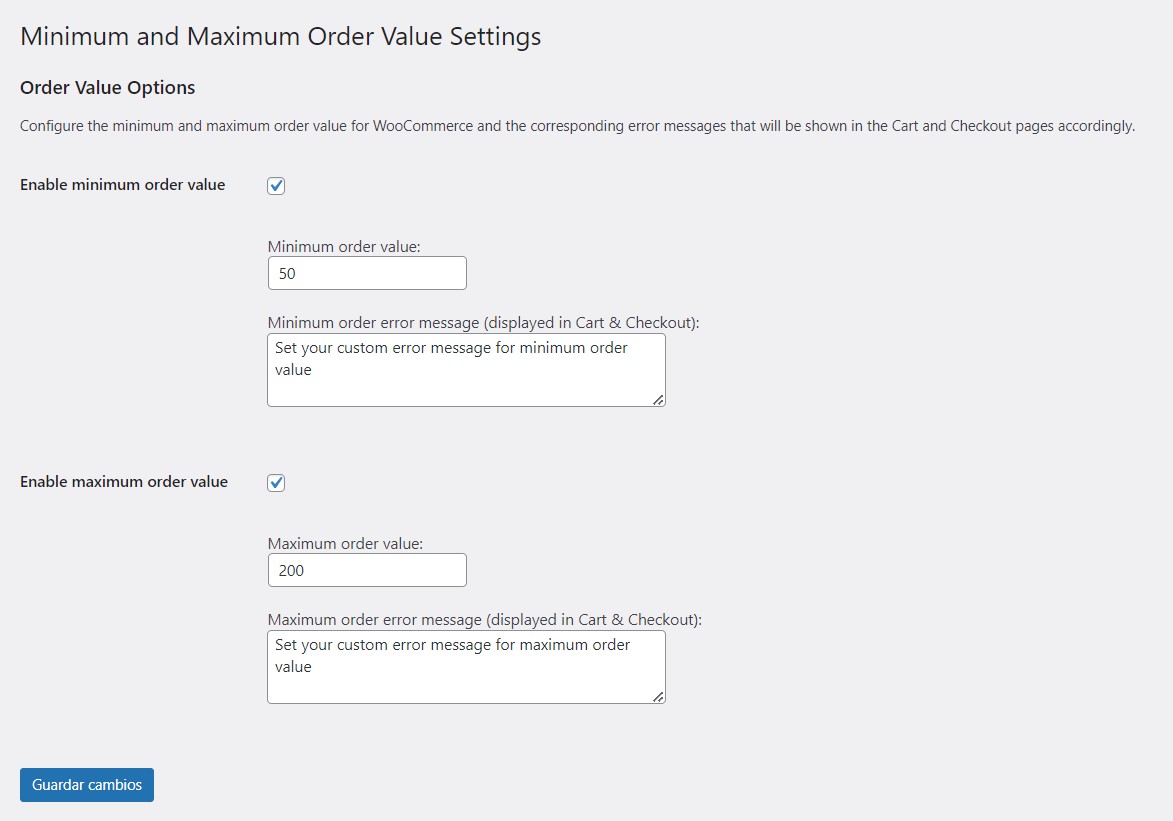 Minimum and Maximum Order Value Settings
Order Value Options
Configure the minimum and maximum order value for WooCommerce and the corresponding error messages that will be shown in the Cart and Checkout pages accordingly.
Enable minimum order value
Minimum order value:
50
Minimum order error message (displayed in Cart & Checkout):
Set your custom error message for minimum order
value
Enable maximum order value
Maximum order value:
200
Maximum order error message (displayed in Cart & Checkout):
Set your custom error message for maximum order
value
Guardar cambios